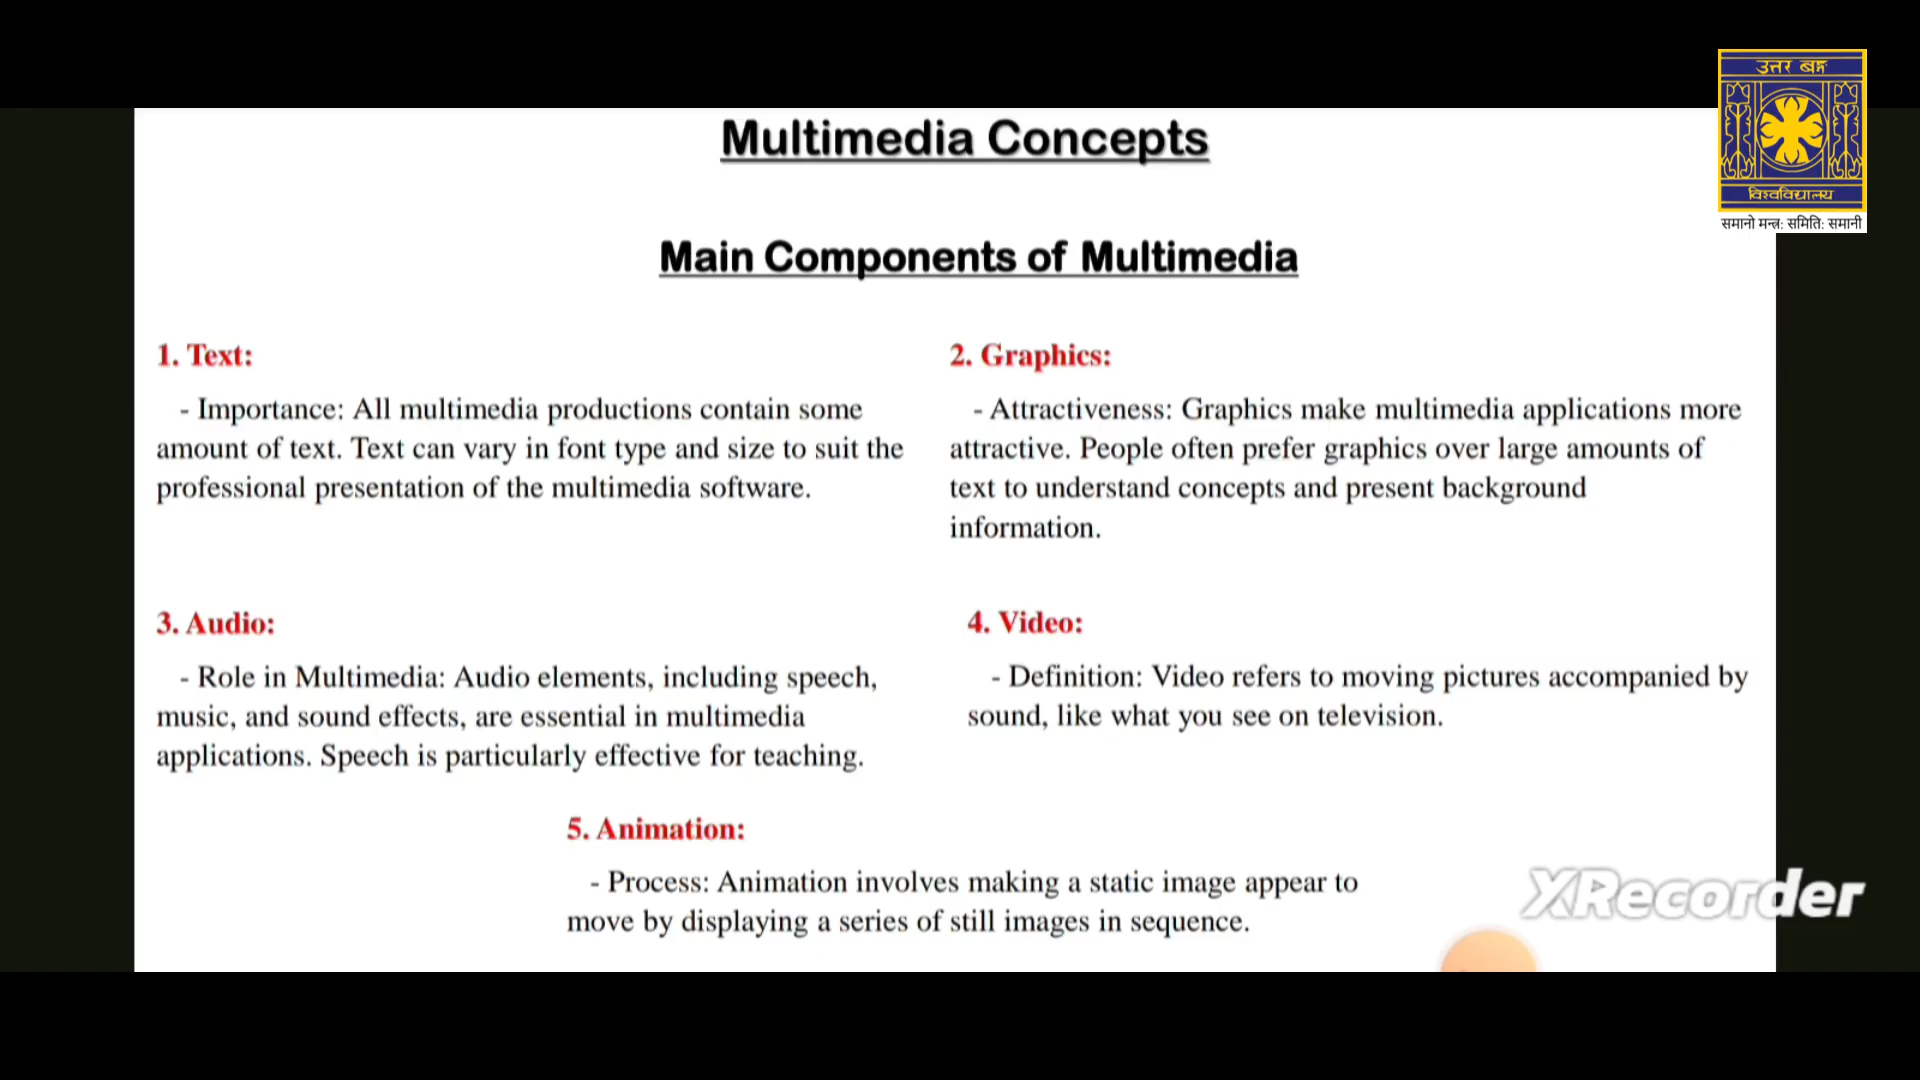 उत्तर बङ्ग
विश्वविद्यालय
समानो मन्त्र: समिति: समानी
Multimedia Concepts
Main Components of Multimedia
1. Text:
- Importance: All multimedia productions contain some
amount of text. Text can vary in font type and size to suit the
professional presentation of the multimedia software.
2. Graphics:
- Attractiveness: Graphics make multimedia applications more
attractive. People often prefer graphics over large amounts of
text to understand concepts and present background
information.
3. Audio:
- Role in Multimedia: Audio elements, including speech,
music, and sound effects, are essential in multimedia
applications. Speech is particularly effective for teaching.
4. Video:
- Definition: Video refers to moving pictures accompanied by
sound, like what you see on television.
5. Animation:
- Process: Animation involves making a static image appear to
move by displaying a series of still images in sequence.
XRecorder